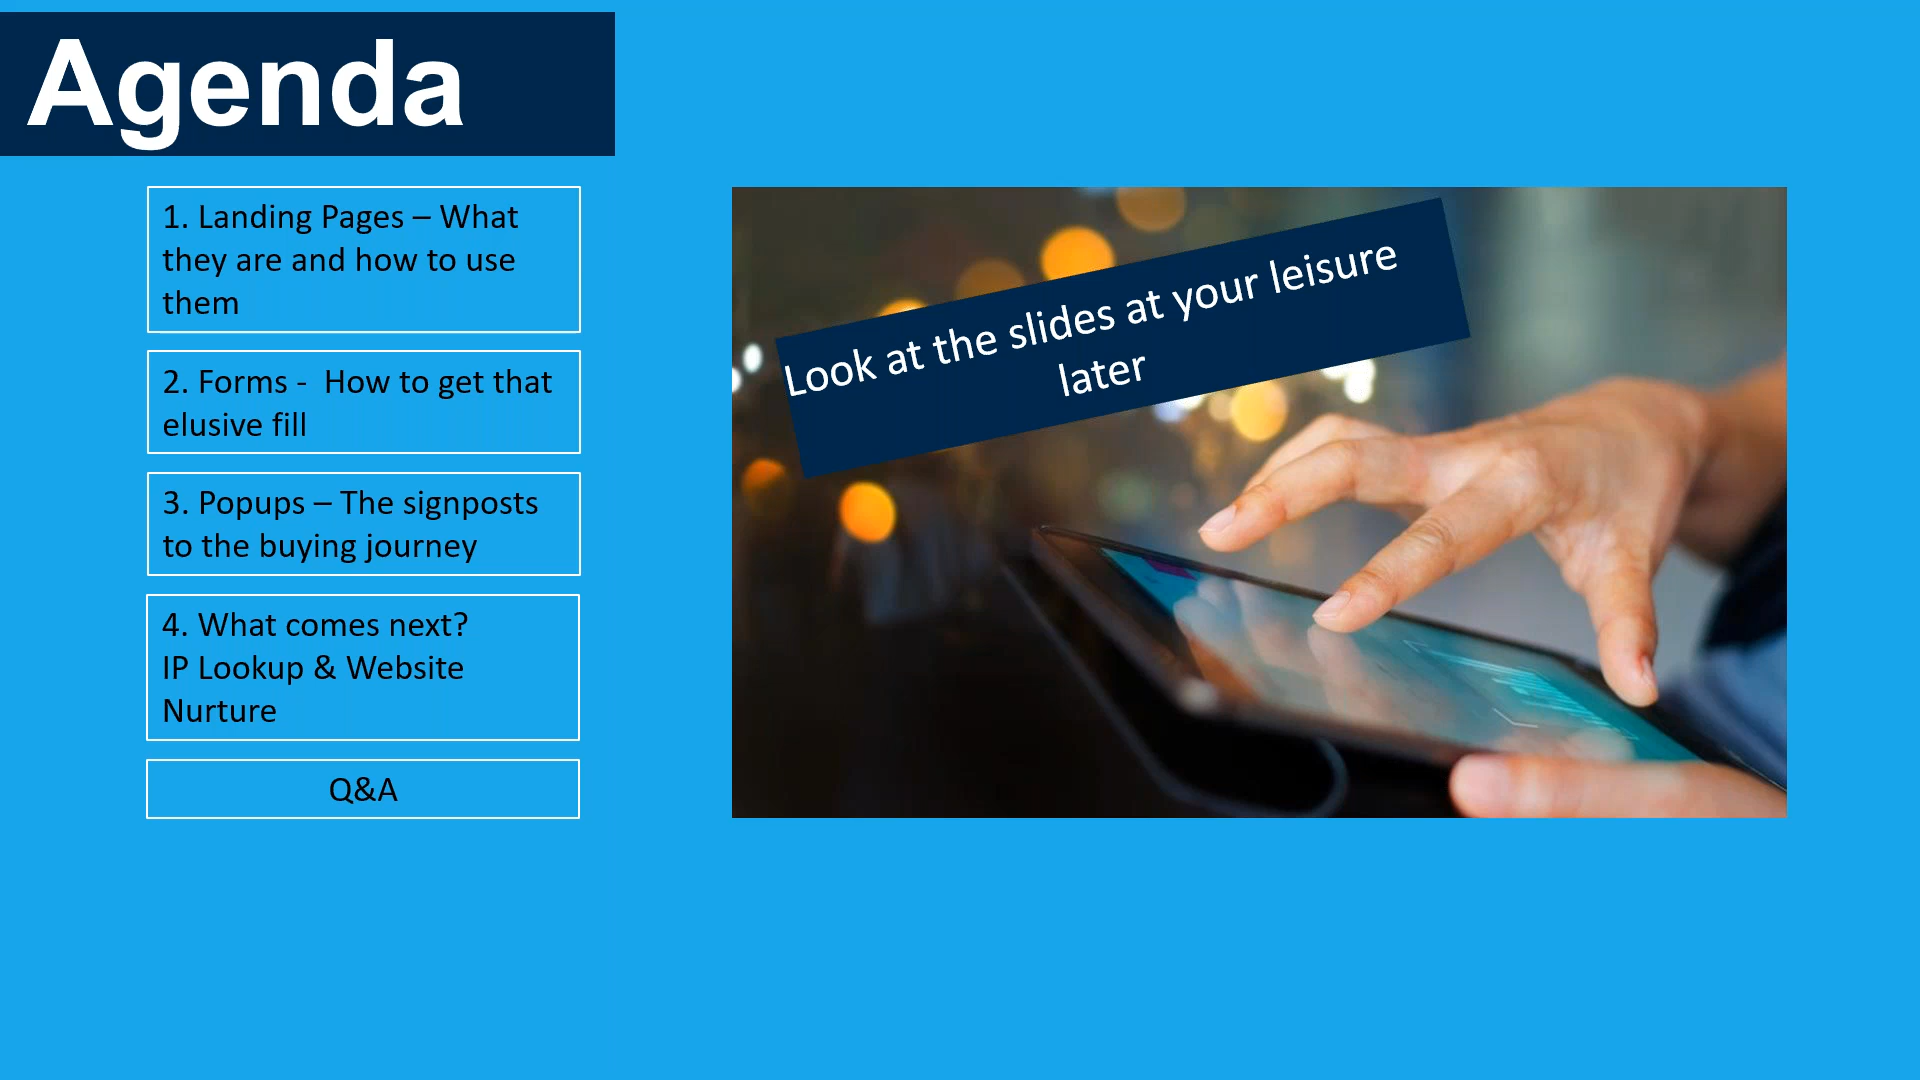 Agenda
1. Landing Pages – What
they are and how to use
them
2. Forms -  How to get that
elusive fill
3. Popups – The signposts
to the buying journey
4. What comes next?
IP Lookup & Website
Nurture
Q&A
Look at the slides at your leisure
later